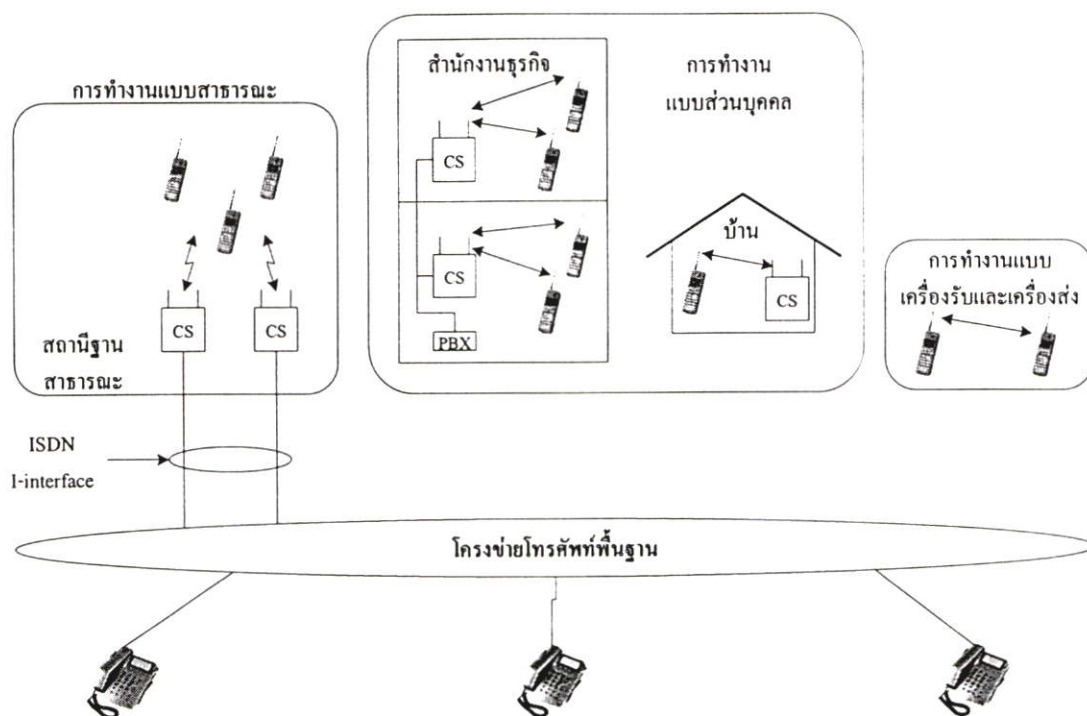 การทำงานแบบสาธารณะ
CS
CS
สถานีฐาน
สาธารณะ
สำนักงานธุรกิจ
CS
CS
PBX
การทำงาน
แบบส่วนบุคคล
บ้าน
CS
การทำงานแบบ
เครื่องรับและเครื่องส่ง
ISDN
I-interface
โครงข่ายโทรศัพท์พื้นฐาน